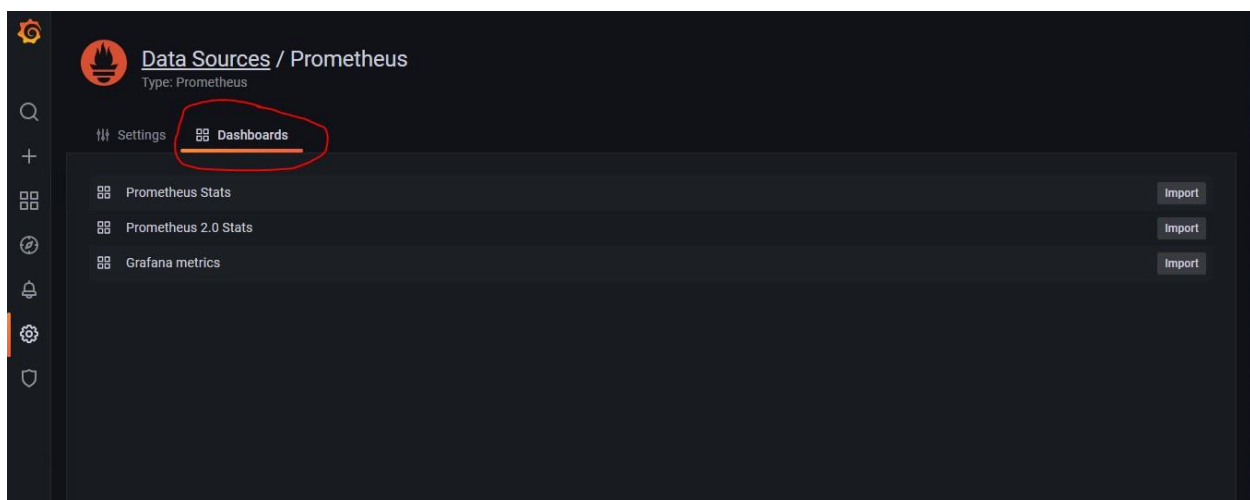 Data Sources / Prometheus
Type: Prometheus
Settings Dashboards
Prometheus Stats Import
Prometheus 2.0 Stats Import
Grafana metrics Import